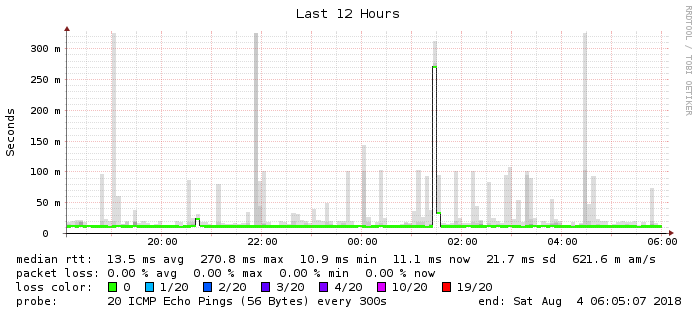 Last 12 Hours
RRDTOOL / TOBI OETIKER
Seconds
300 m
250 m
200 m
150 m
100 m
50 m
0
20:00 22:00 00:00 02:00 04:00 06:00
median rtt: 13.5 ms avg 270.8 ms max 10.9 ms min 11.1 ms now 21.7 ms sd 621.6 m am/s
packet loss: 0.00 % avg 0.00 % max 0.00 % min 0.00 % now
loss color: 0 1/20 2/20 3/20 4/20 10/20 19/20
probe: 20 ICMP Echo Pings (56 Bytes) every 300s end: Sat Aug 4 06:05:07 2018